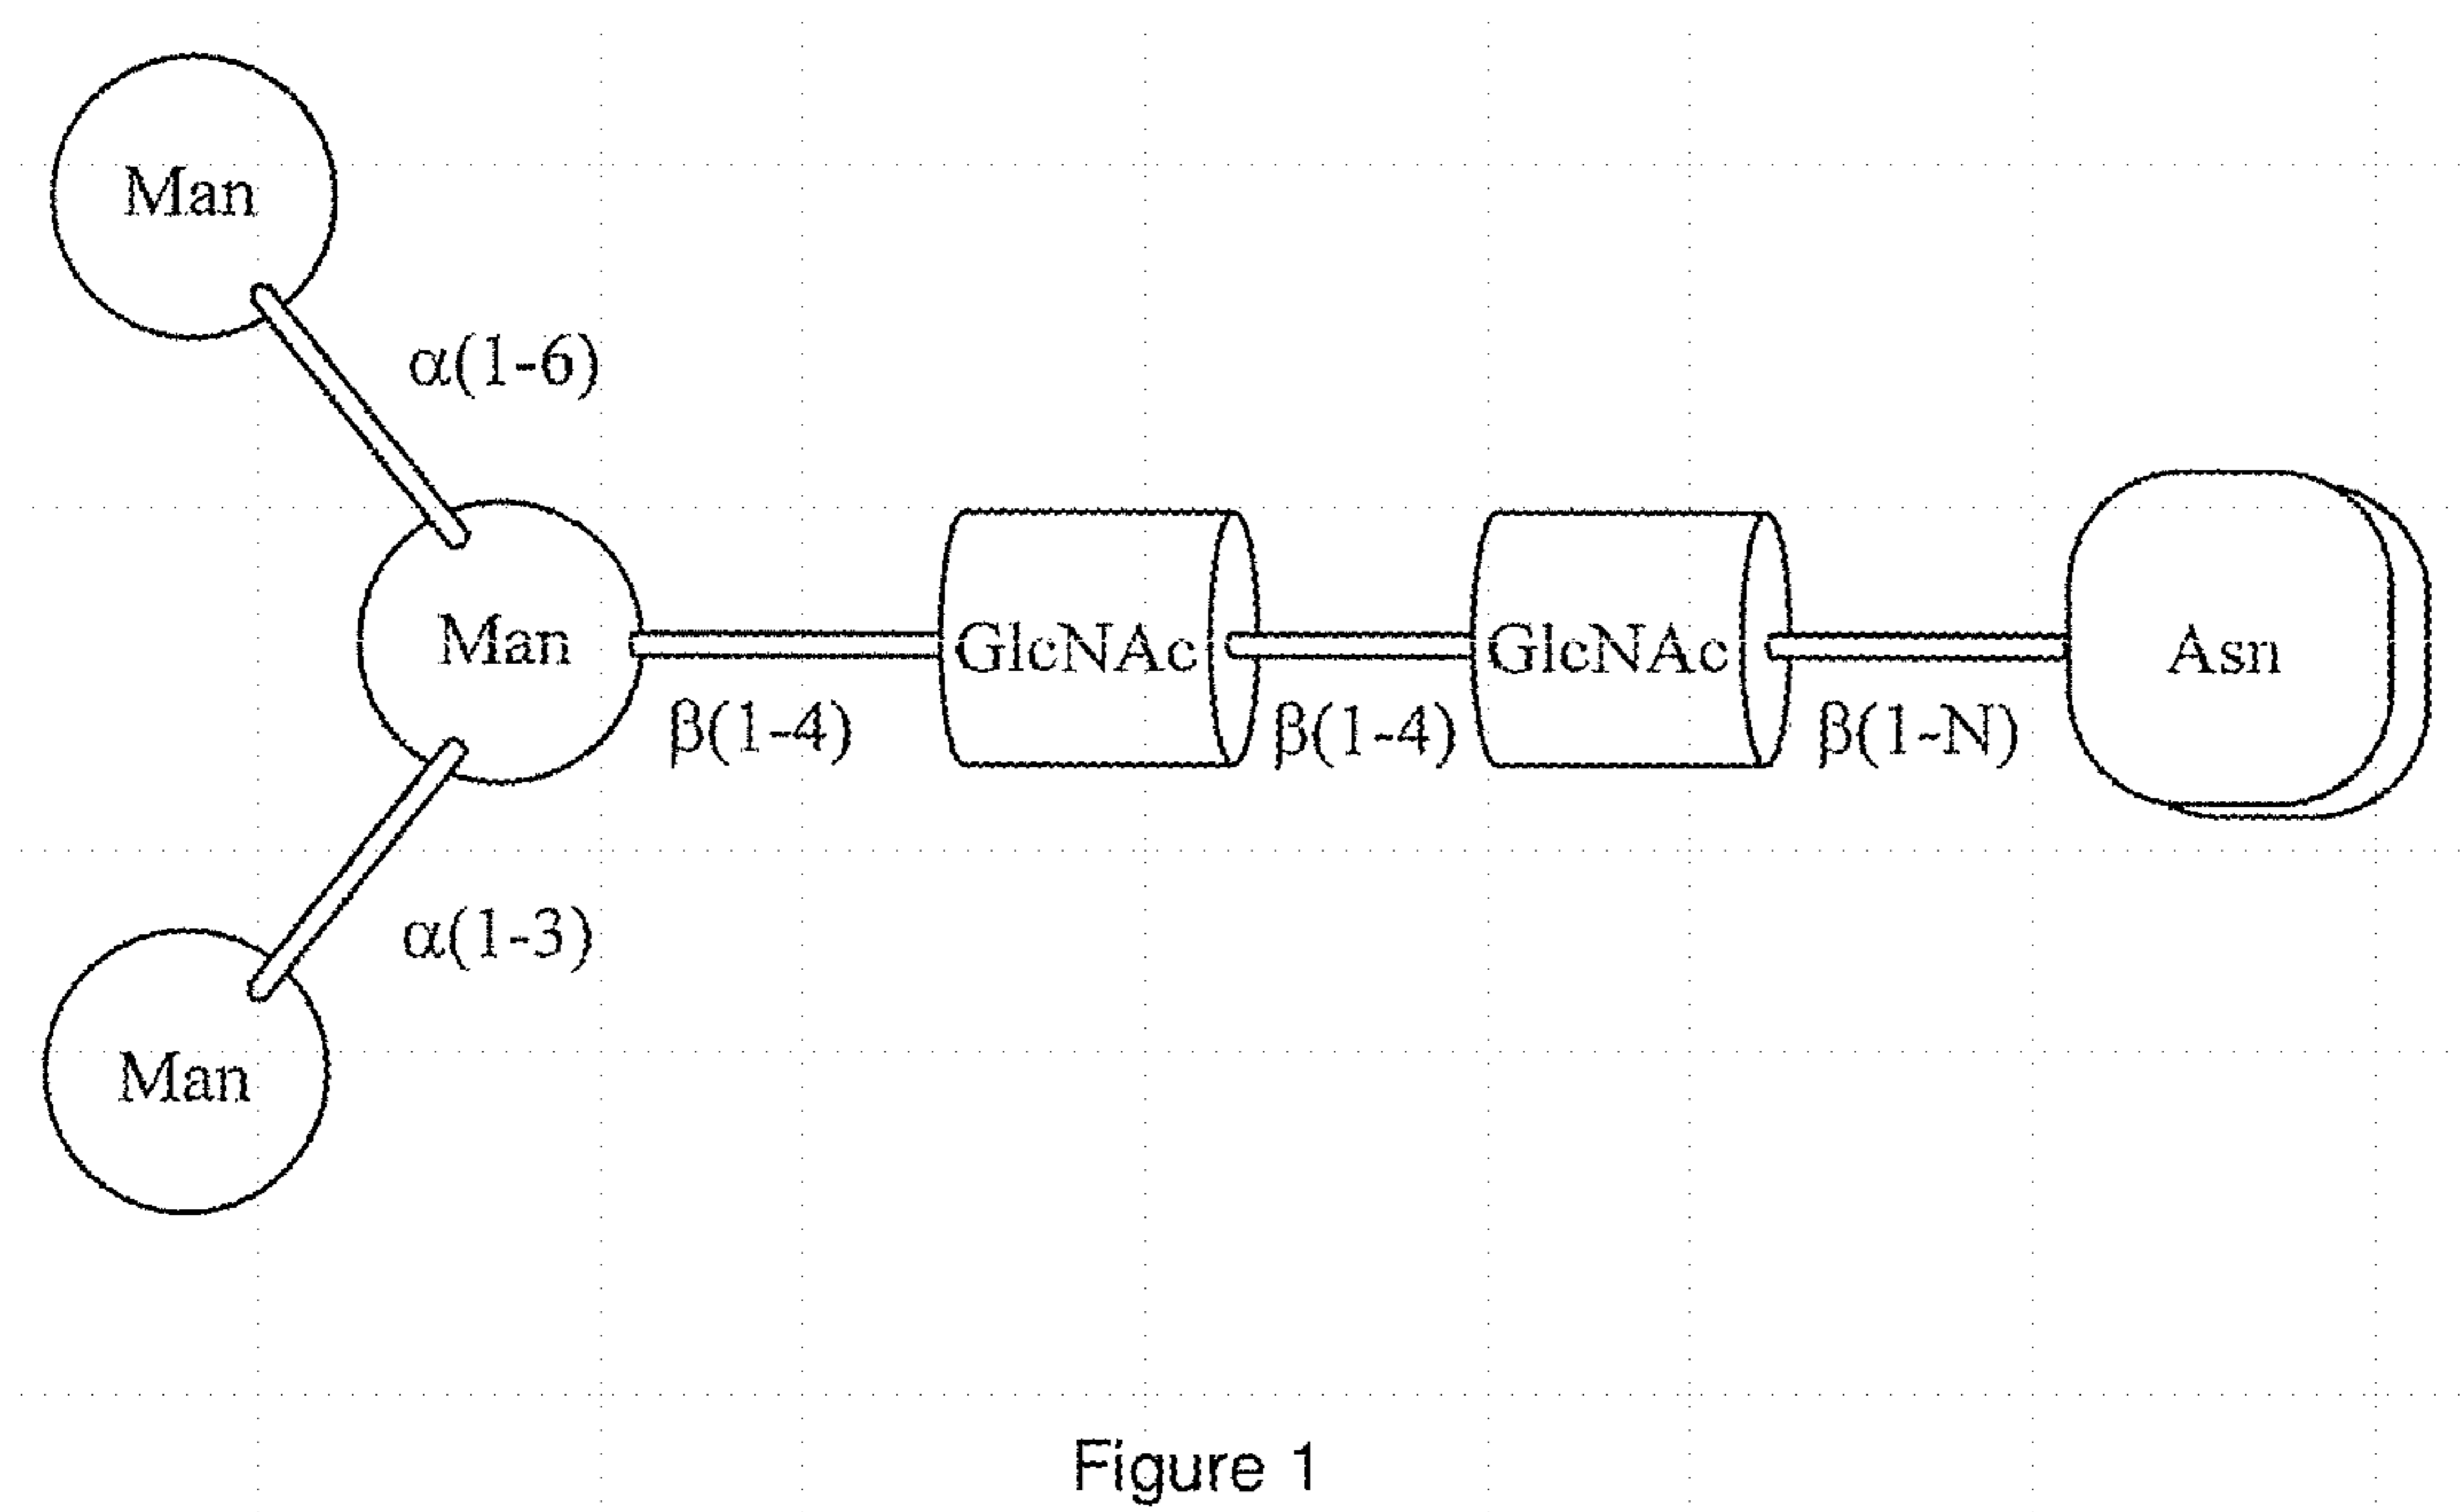 Man
α(1-6)
Man
GlcNAc
GlcNAc
Asn
β(1-4)
β(1-4)
β(1-N)
α(1-3)
Man
Figure 1